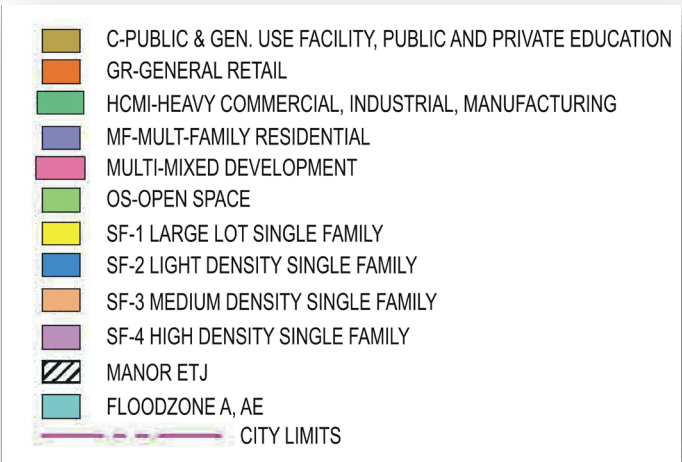 C-PUBLIC & GEN. USE FACILITY, PUBLIC AND PRIVATE EDUCATION
GR-GENERAL RETAIL
HCMI-HEAVY COMMERCIAL, INDUSTRIAL, MANUFACTURING
MF-MULT-FAMILY RESIDENTIAL
MULTI-MIXED DEVELOPMENT
OS-OPEN SPACE
SF-1 LARGE LOT SINGLE FAMILY
SF-2 LIGHT DENSITY SINGLE FAMILY
SF-3 MEDIUM DENSITY SINGLE FAMILY
SF-4 HIGH DENSITY SINGLE FAMILY
MANOR ETJ
FLOODZONE A, AE
CITY LIMITS